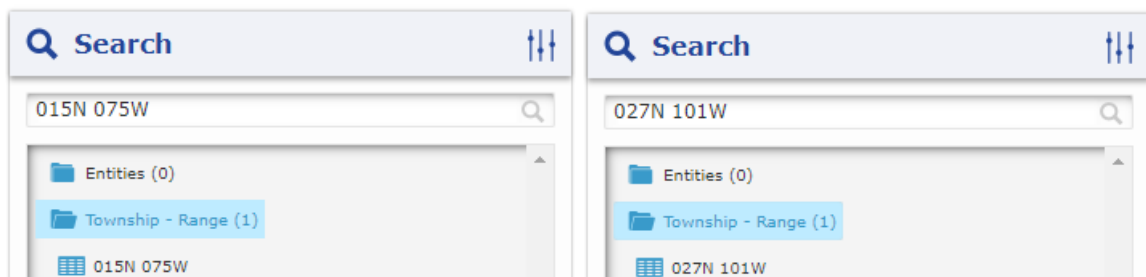 Search
015N 075W
Entities (0)
Township - Range (1)
015N 075W
Search
027N 101W
Entities (0)
Township - Range (1)
027N 101W